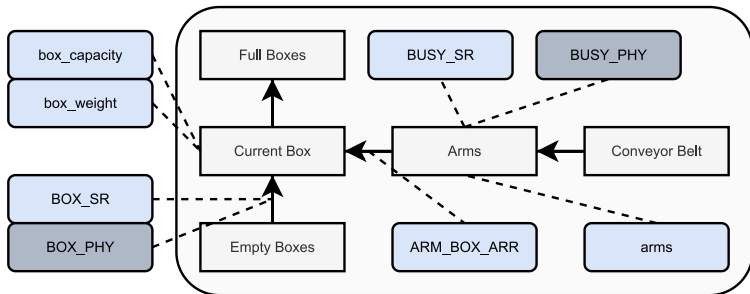 box_capacity
Full Boxes
BUSY_SR
BUSY_PHY
box_weight
Current Box
Arms
Conveyor Belt
BOX_SR
BOX_PHY
Empty Boxes
ARM_BOX_ARR
arms